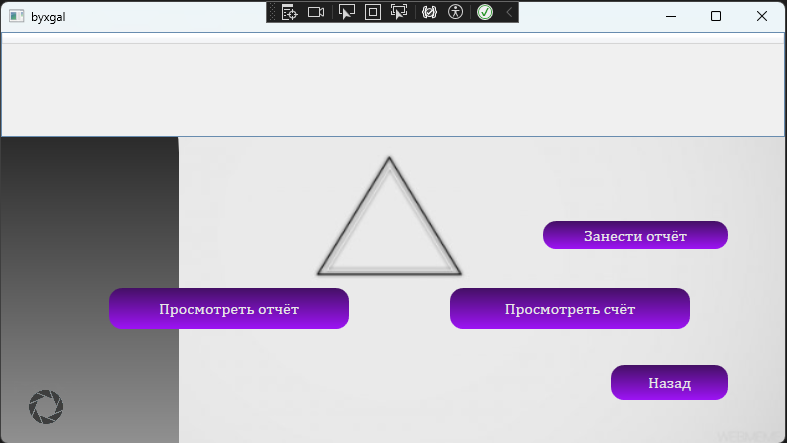 byxgal
Занести отчёт
Просмотреть отчёт
Просмотреть счёт
Назад